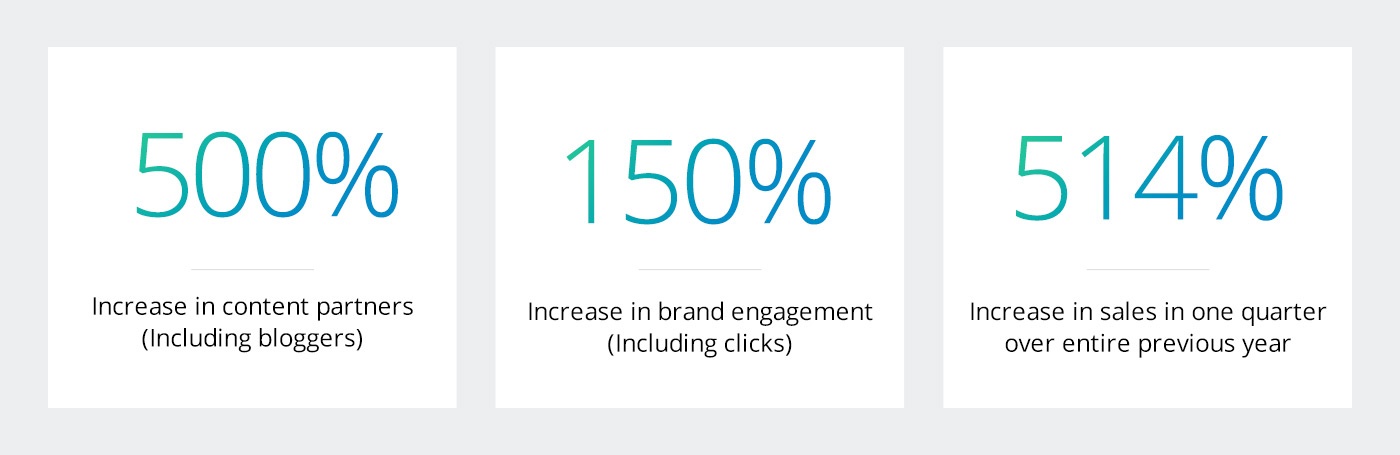 500%
Increase in content partners
(Including bloggers)
150%
Increase in brand engagement
(Including clicks)
514%
Increase in sales in one quarter
over entire previous year